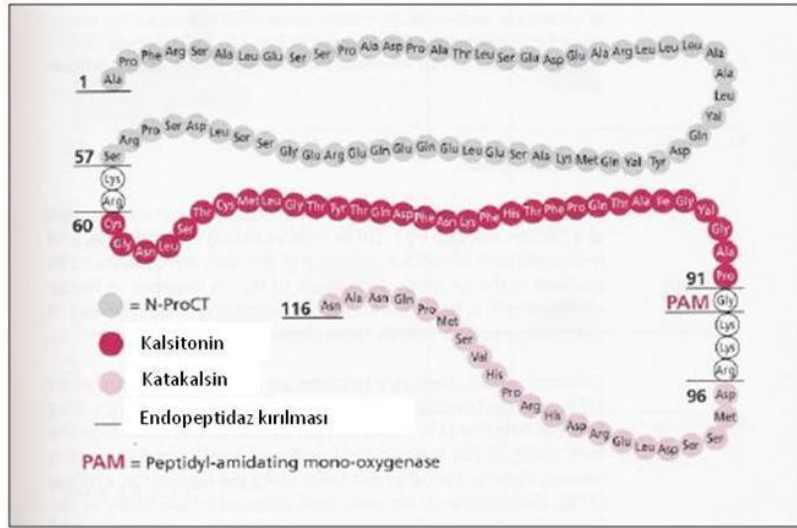 1 Ala Pro Phe Arg Ser Ala Leu Glu Ser Ser Pro Ala Asp Pro Ala Thr Leu Ser Glu Asp Glu Ala Arg Leu Leu Leu Ala
Ala
Leu
Val
Gln
Asp
Tyr Val Gln Met Lys Ala Ser Glu Leu Glu Gln Glu Gln Glu Arg Glu Gly Ser Ser Leu Asp Ser Pro Arg
57 Ser
Lys
Arg
60 Cys
Gly Asn Leu Ser Thr Cys Met Leu Gly Thr Tyr Thr Gln Asp Phe Asn Lys Phe His Thr Phe Pro Gln Thr Ala Ile Gly Val
Gly
Ala
91 Pro
PAM Gly
Lys
Lys
Arg
96 Asp
Met
Ser Ser Asp Leu Glu Arg Asp His Arg Pro His Val Ser Met Pro Gln Asn Ala Asn
116
= N-ProCT
Kalsitonin
Katakalsin
Endopeptidaz kırılması
PAM = Peptidyl-amidating mono-oxygenase